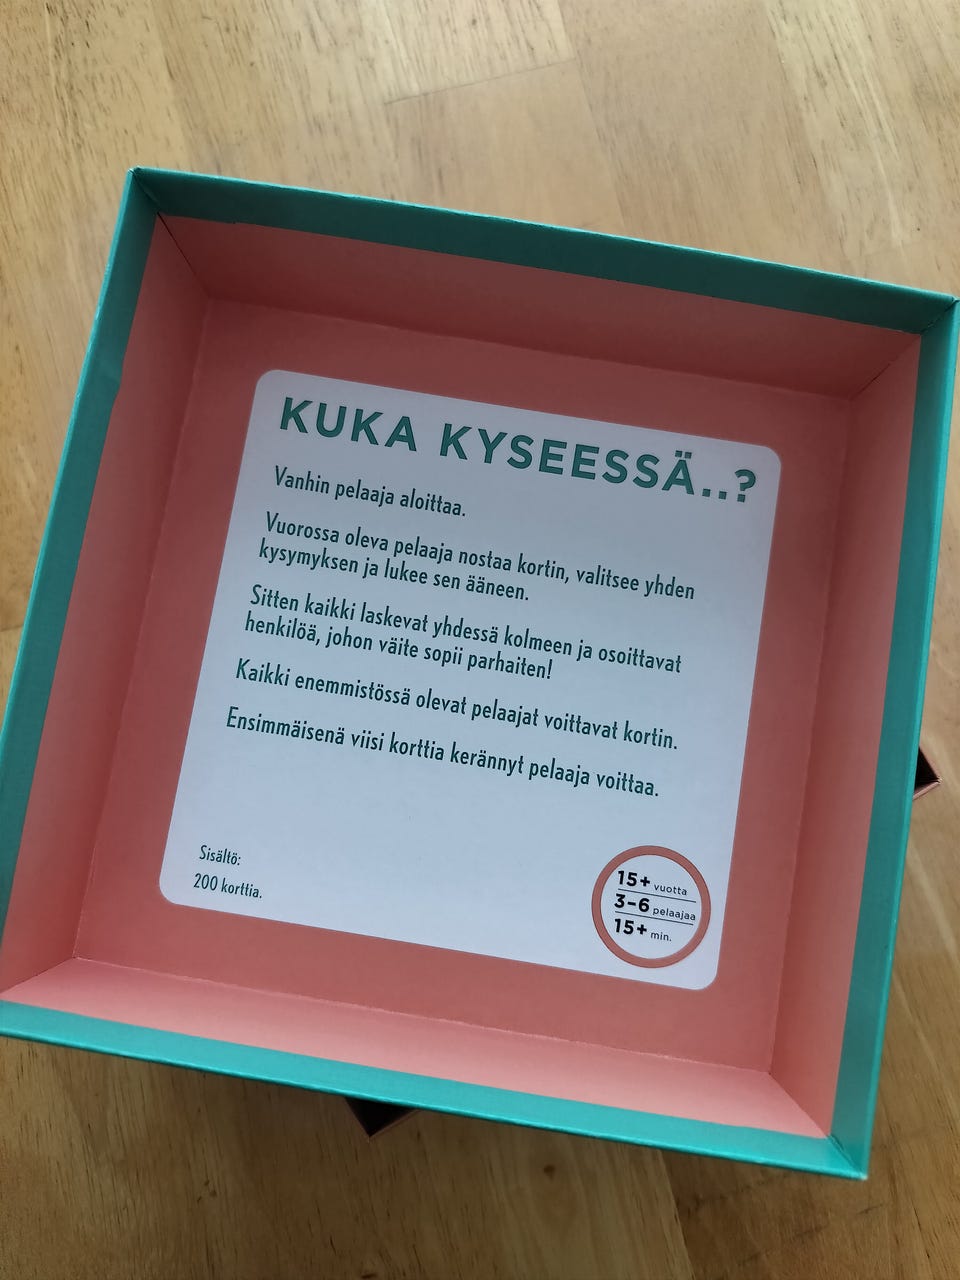 KUKA KYSEESSÄ..?
Vanhin pelaaja aloittaa.
Vuorossa oleva pelaaja nostaa kortin, valitsee yhden
kysymyksen ja lukee sen ääneen.
Sitten kaikki laskevat yhdessä kolmeen ja osoittavat
henkilöä, johon väite sopii parhaiten!
Kaikki enemmistössä olevat pelaajat voittavat kortin.
Ensimmäisenä viisi korttia kerännyt pelaaja voittaa.
Sisältö:
200 korttia.
15+ vuotta
3–6 pelaajaa
15+ min.